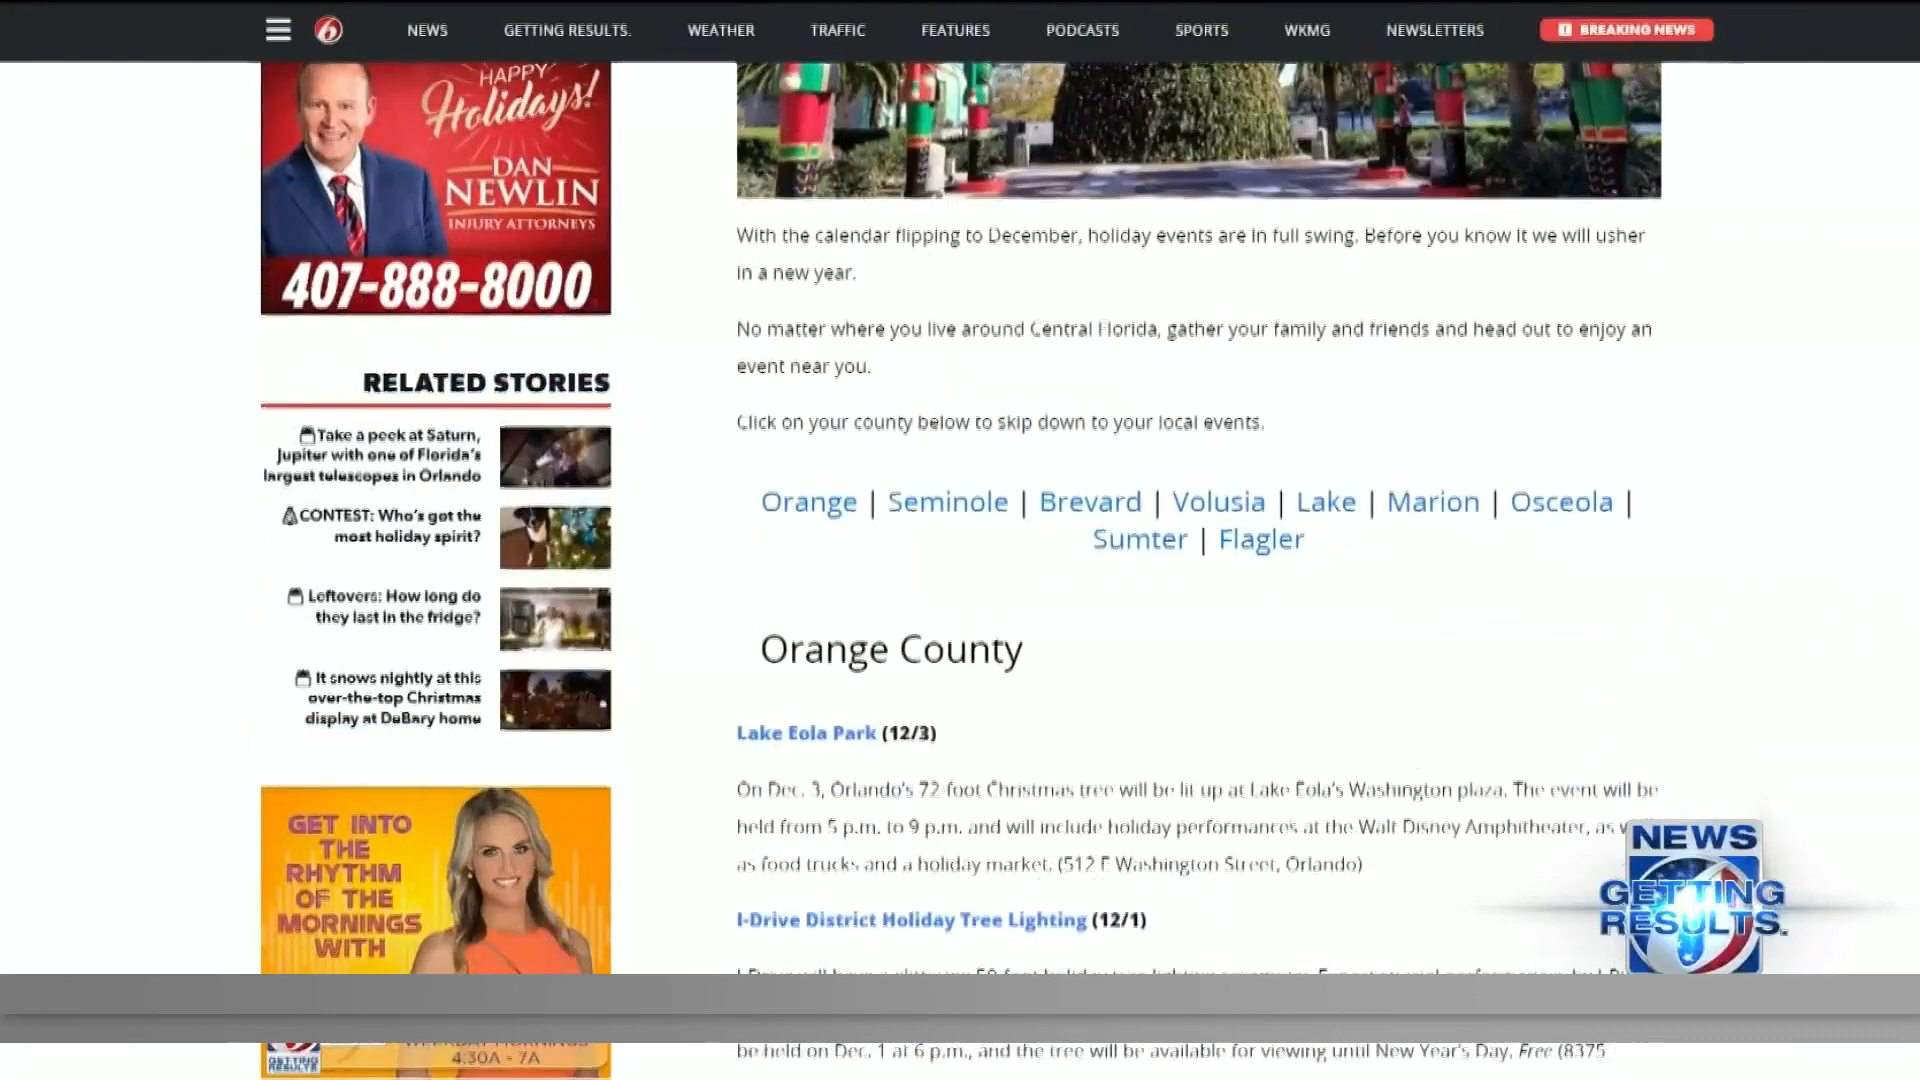 6
NEWS
GETTING RESULTS.
WEATHER
TRAFFIC
FEATURES
PODCASTS
SPORTS
WKMG
NEWSLETTERS
BREAKING NEWS
HAPPY
Holidays!
DAN
NEWLIN
INJURY ATTORNEYS
407-888-8000
RELATED STORIES
Take a peek at Saturn,
Jupiter with one of Florida's
largest telescopes in Orlando
CONTEST: Who's got the
most holiday spirit?
Leftovers: How long do
they last in the fridge?
It snows nightly at this
over-the-top Christmas
display at DeBary home
GET INTO
THE
RHYTHM
OF THE
MORNINGS
WITH
GETTING
RESULTS
4:30A - 7A
With the calendar flipping to December, holiday events are in full swing. Before you know it we will usher
in a new year.
No matter where you live around Central Florida, gather your family and friends and head out to enjoy an
event near you.
Click on your county below to skip down to your local events.
Orange | Seminole | Brevard | Volusia | Lake | Marion | Osceola |
Sumter | Flagler
Orange County
Lake Eola Park (12/3)
On Dec. 3, Orlando's 72-foot Christmas tree will be lit up at Lake Eola's Washington plaza. The event will be
held from 5 p.m. to 9 p.m. and will include holiday performances at the Walt Disney Amphitheater, as
as food trucks and a holiday market. (512 E Washington Street, Orlando)
I-Drive District Holiday Tree Lighting (12/1)
be held on Dec. 1 at 6 p.m., and the tree will be available for viewing until New Year's Day. Free (8375
NEWS
GETTING
RESULTS.